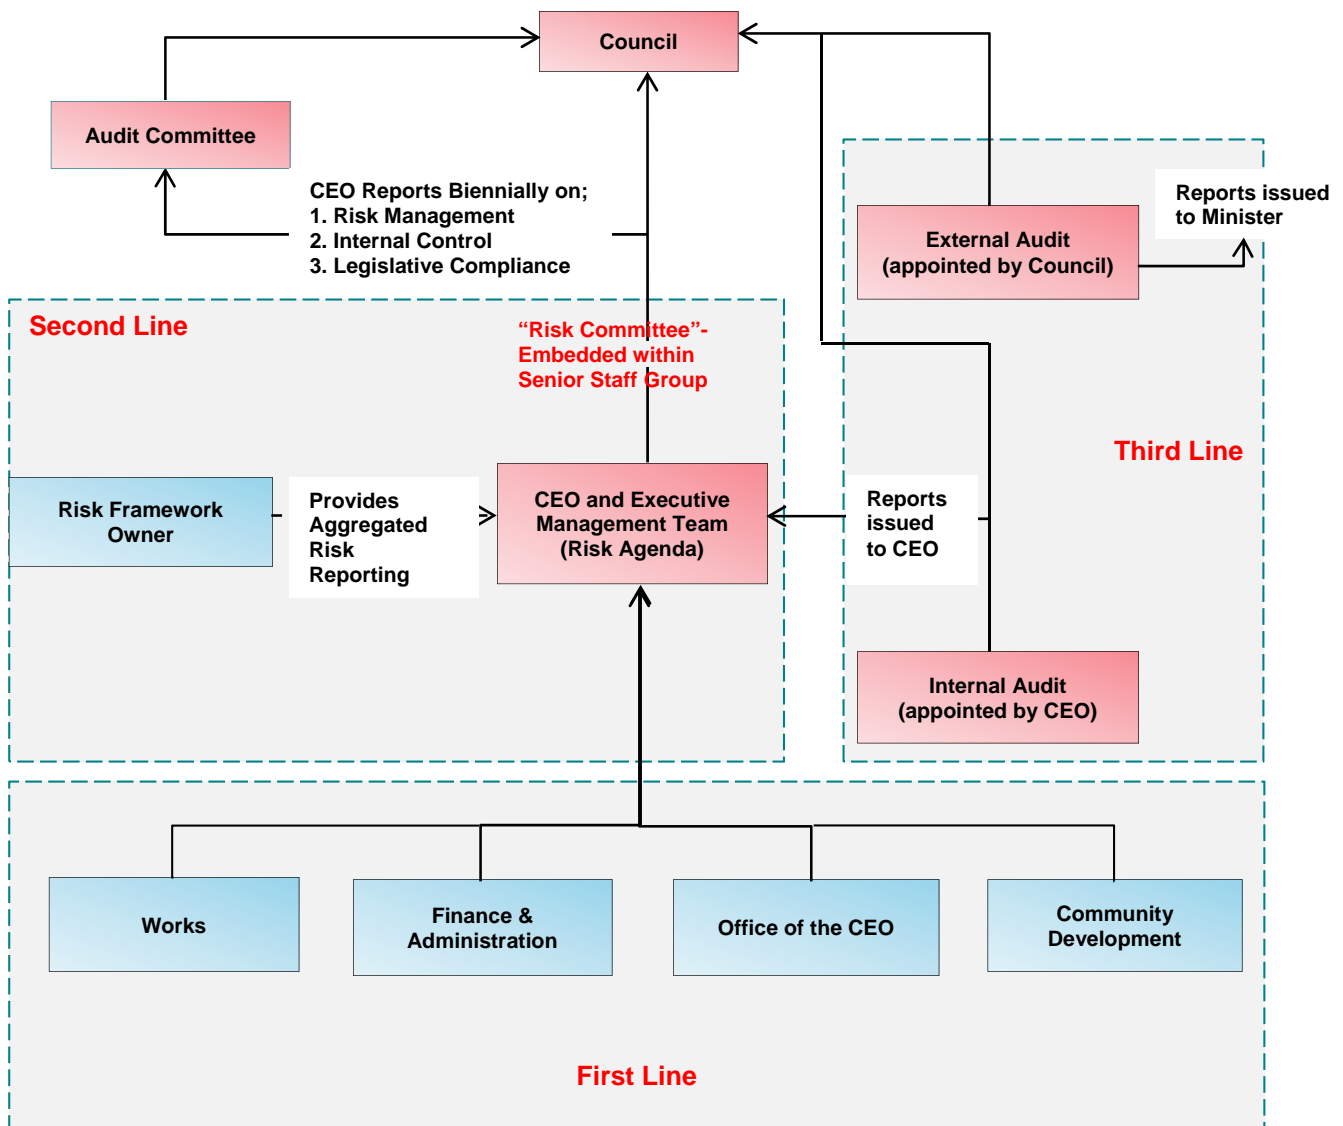 Council
Audit Committee
CEO Reports Biennially on;
1. Risk Management
2. Internal Control
3. Legislative Compliance
Reports issued
to Minister
External Audit
(appointed by Council)
Second Line
“Risk Committee”-
Embedded within
Senior Staff Group
Third Line
Risk Framework
Owner
Provides
Aggregated
Risk
Reporting
CEO and Executive
Management Team
(Risk Agenda)
Reports
issued
to CEO
Internal Audit
(appointed by CEO)
Works
Finance &
Administration
Office of the CEO
Community
Development
First Line